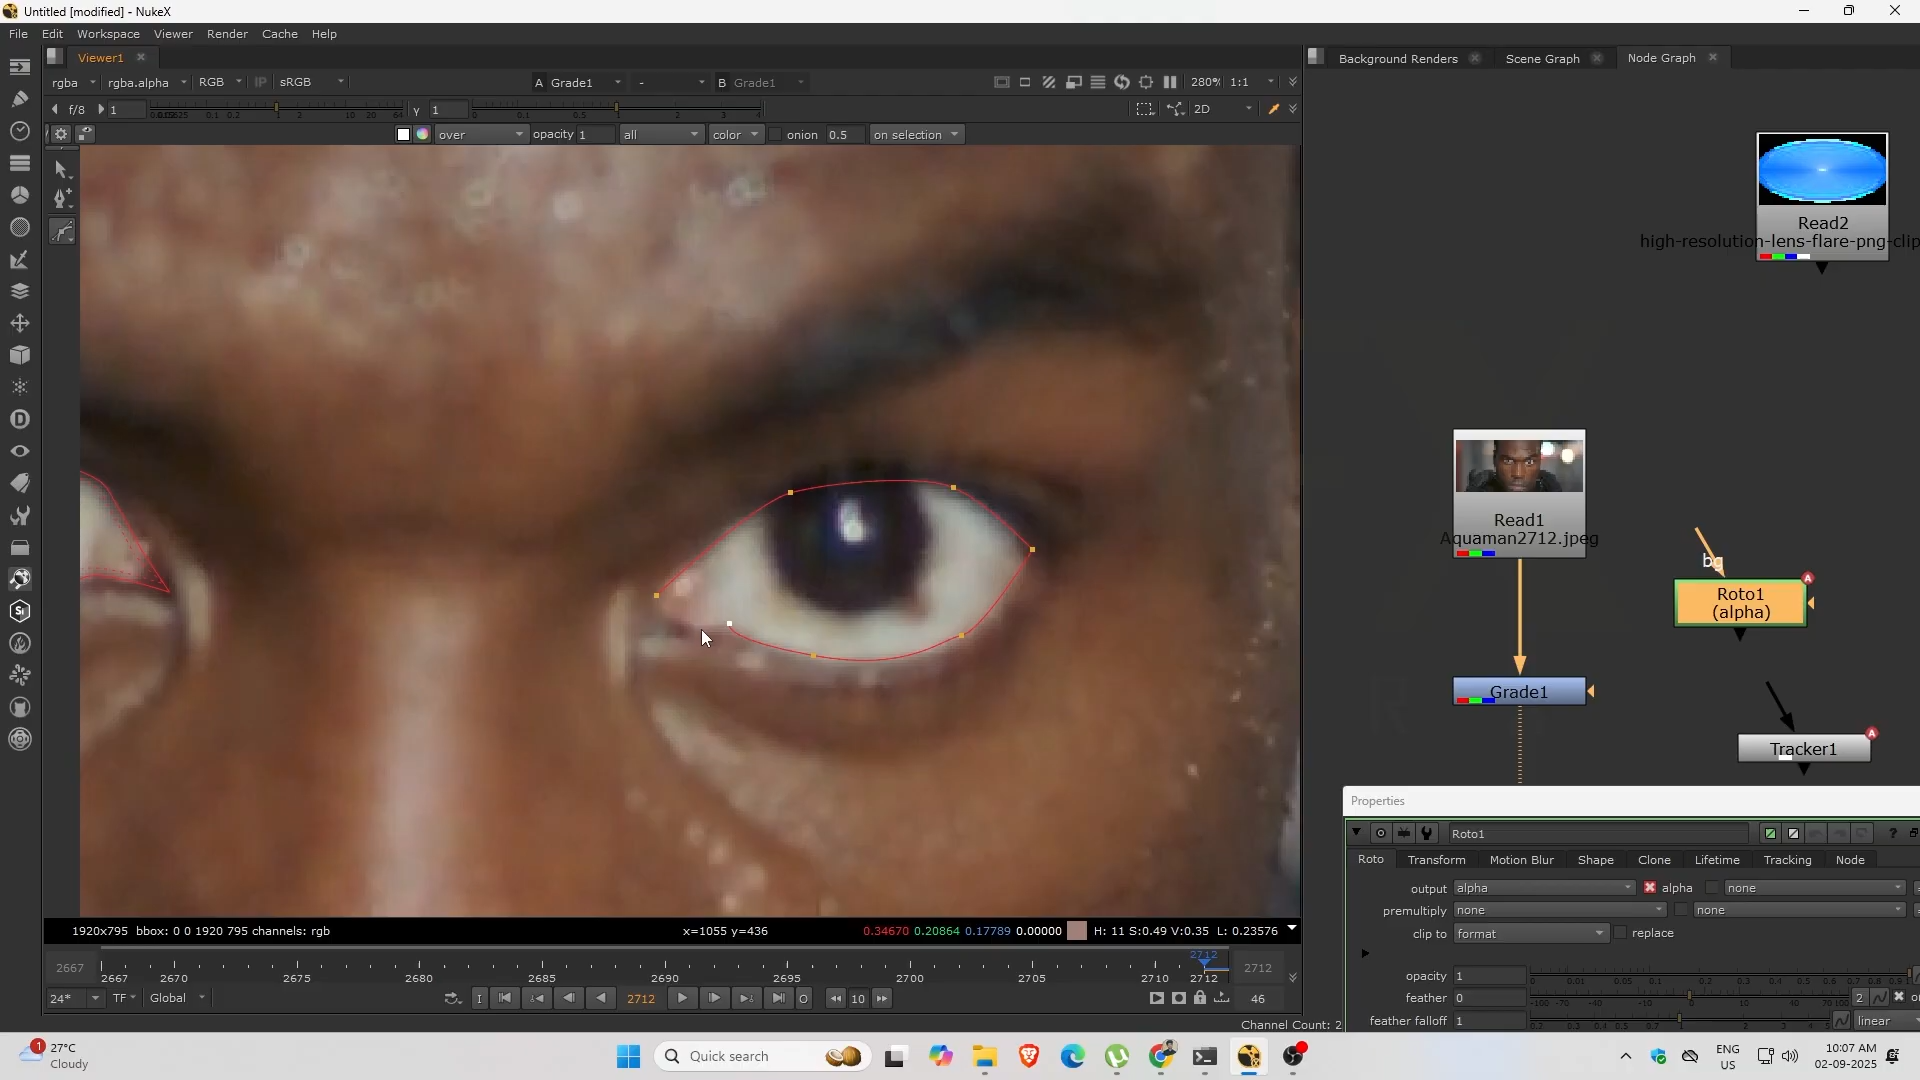 Untitled [modified] - NukeX
File Edit Workspace Viewer Render Cache Help
Viewer1
Background Renders Scene Graph Node Graph
rgba rgba.alpha RGB IP sRGB A Grade1 - B Grade1 280% 1:1
f/8 1 γ 1 2D
over opacity 1 all color onion 0.5 on selection
Read2
high-resolution-lens-flare-png-clip
Read1
Aquaman2712.jpeg
bg
Roto1
(alpha)
Grade1
Tracker1
Properties
Roto1
Roto Transform Motion Blur Shape Clone Lifetime Tracking Node
output alpha alpha none
premultiply none none
clip to format replace
opacity 1
feather 0 2
feather falloff 1 linear
1920x795 bbox: 0 0 1920 795 channels: rgb x=1055 y=436 0.34670 0.20864 0.17789 0.00000 H: 11 S:0.49 V:0.35 L: 0.23576
2667 2712 2712
2667 2670 2675 2680 2685 2690 2695 2700 2705 2710 2712
24* TF Global 2712 10 46
Channel Count: 2
27°C
Cloudy
Quick search
ENG
US
10:07 AM
02-09-2025